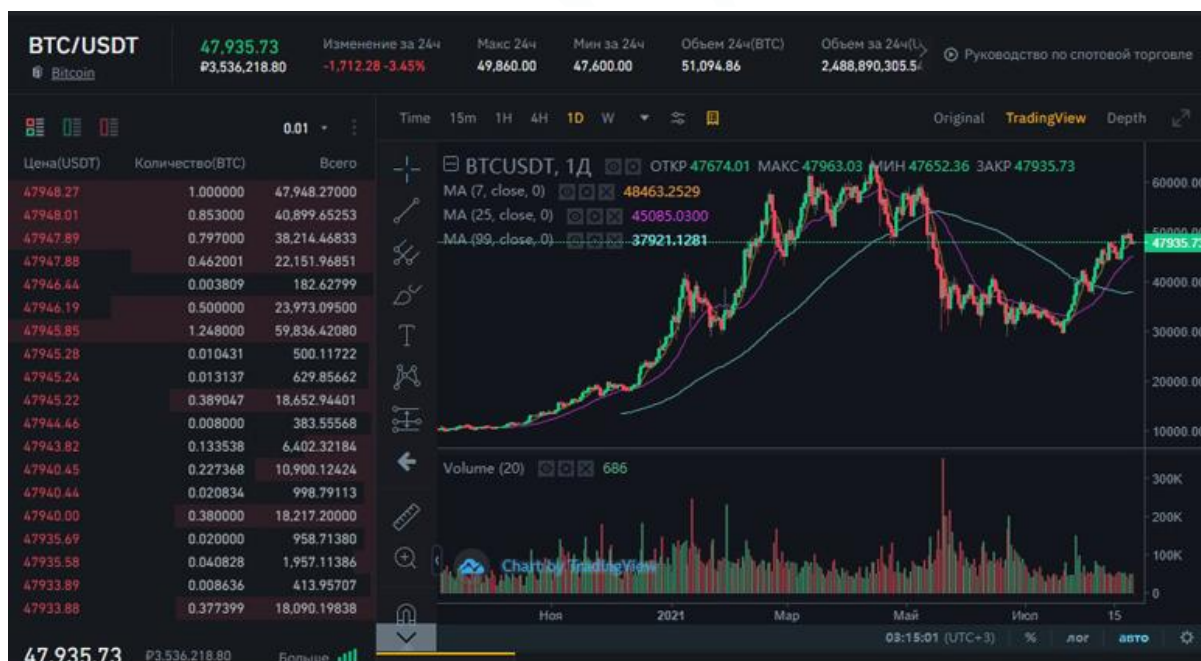 BTC/USDT
Bitcoin
47,935.73
₽3,536,218.80
Изменение за 24ч
-1,712.28 -3.45%
Макс 24ч
49,860.00
Мин за 24ч
47,600.00
Объем 24ч(BTC)
51,094.86
Объем за 24ч(U
2,488,890,305.54
Руководство по спотовой торговле
0.01
Цена(USDT) Количество(BTC) Всего
47948.27 1.000000 47,948.27000
47948.01 0.853000 40,899.65253
47947.89 0.797000 38,214.46833
47947.88 0.462001 22,151.96851
47946.44 0.003809 182.62799
47946.19 0.500000 23,973.09500
47945.85 1.248000 59,836.42080
47945.28 0.010431 500.11722
47945.24 0.013137 629.85662
47945.22 0.389047 18,652.94401
47944.46 0.008000 383.55568
47943.82 0.133538 6,402.32184
47940.45 0.227368 10,900.12424
47940.44 0.020834 998.79113
47940.00 0.380000 18,217.20000
47935.69 0.020000 958.71380
47935.58 0.040828 1,957.11386
47933.89 0.008636 413.95707
47933.88 0.377399 18,090.19838
47,935.73 ₽3,536,218.80 Больше
Time 15m 1H 4H 1D W
Original TradingView Depth
BTCUSDT, 1Д ОТКР 47674.01 МАКС 47963.03 МИН 47652.36 ЗАКР 47935.73
MA (7, close, 0) 48463.2529
MA (25, close, 0) 45085.0300
MA (99, close, 0) 37921.1281
60000.00
50000.00
47935.73
40000.00
30000.00
20000.00
10000.00
Volume (20) 686
300K
200K
100K
0
Chart by TradingView
Ноя 2021 Мар Май Июл 15
03:15:01 (UTC+3) % лог авто